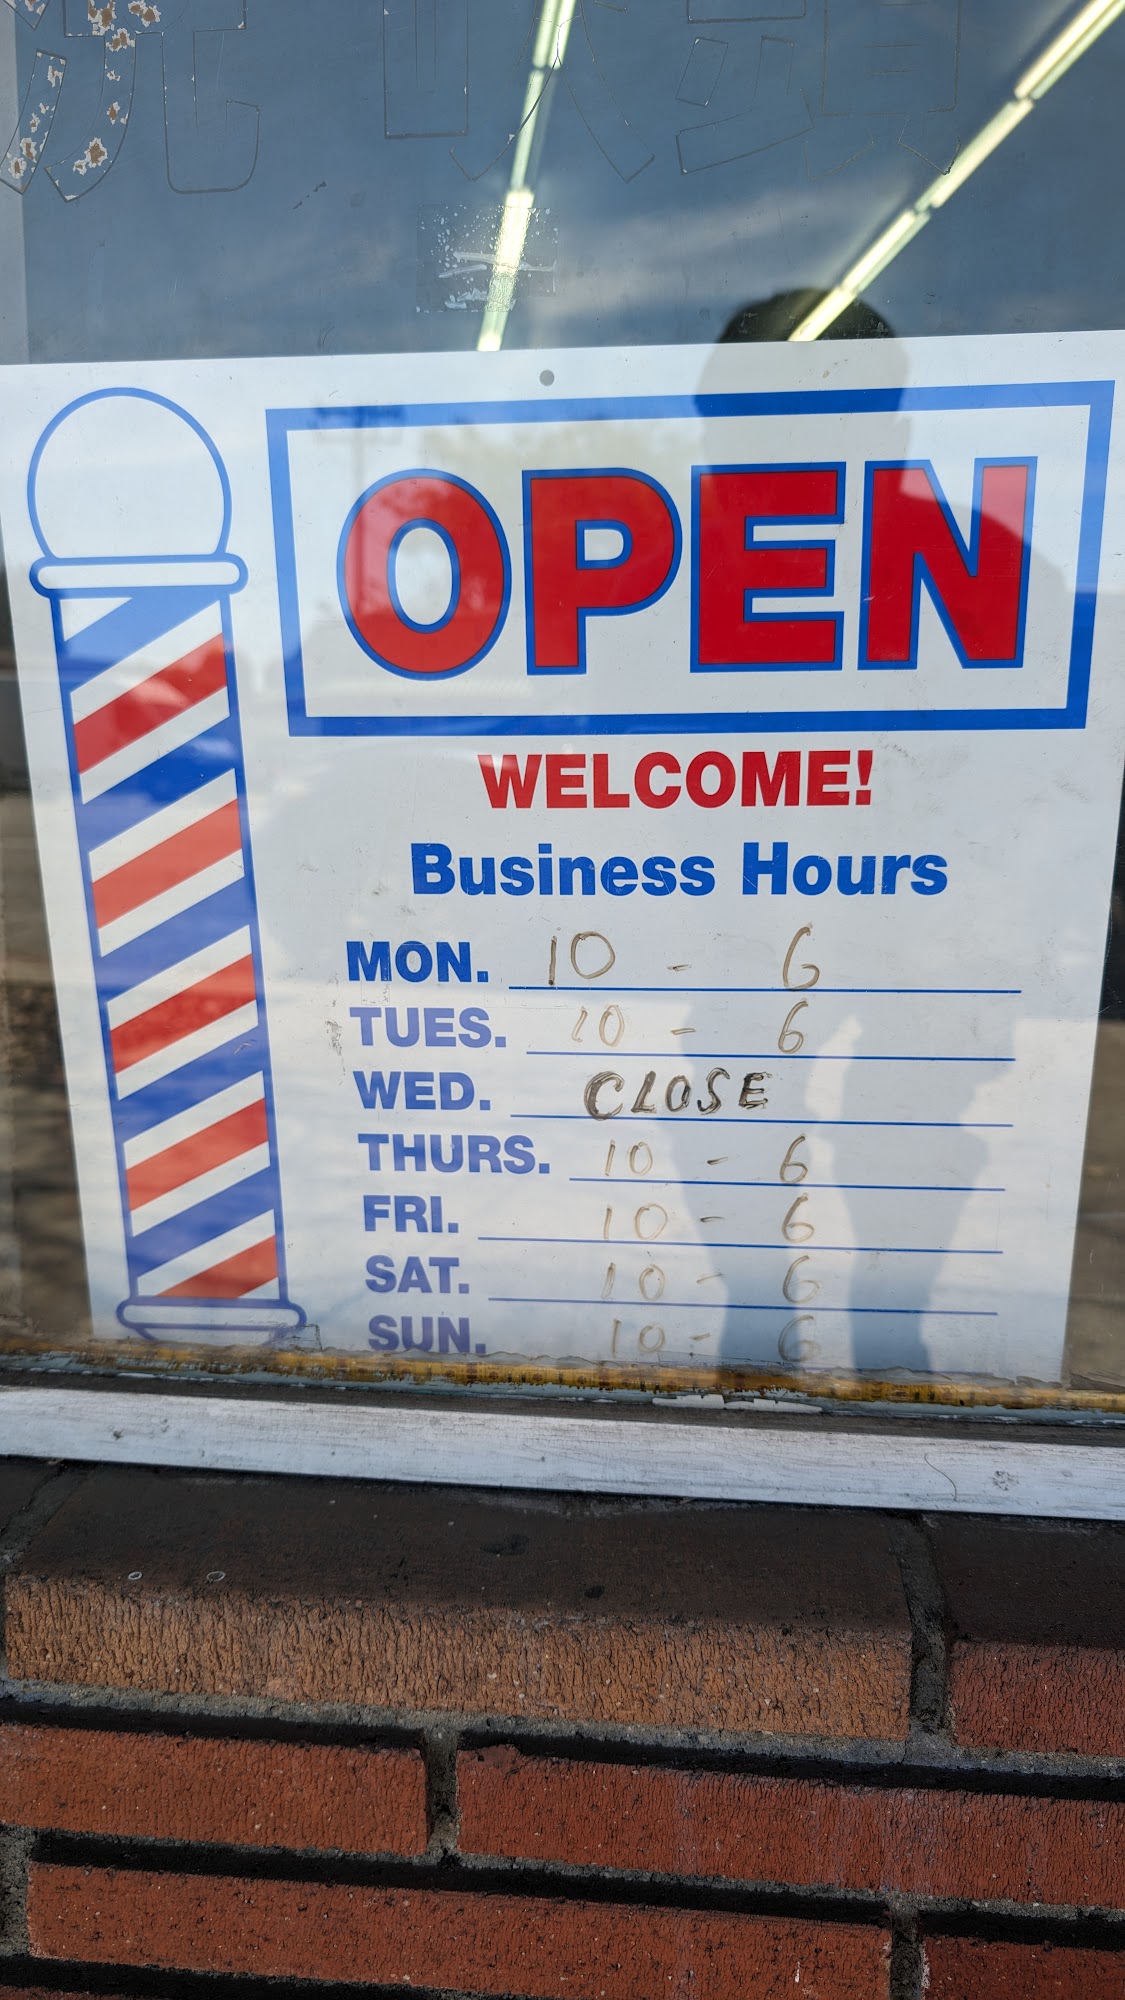 OPEN
WELCOME!
Business Hours
MON. 10 - 6
TUES. 10 - 6
WED. CLOSE
THURS. 10 - 6
FRI. 10 - 6
SAT. 10 - 6
SUN. 10 - 6